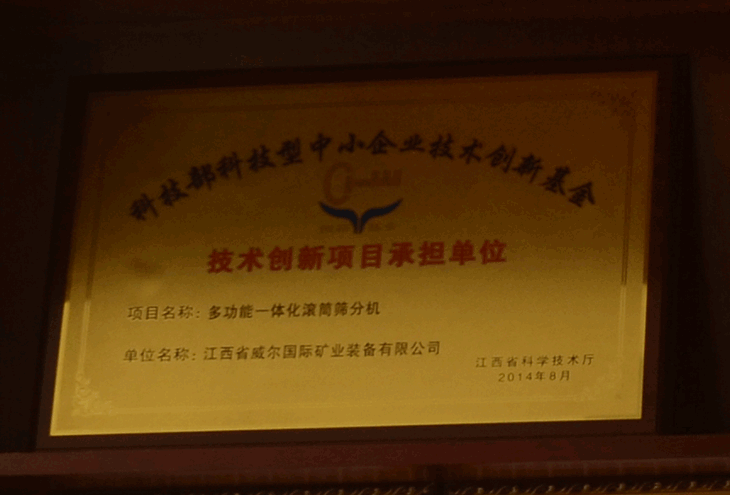 科技部科技型中小企业技术创新基金
技术创新项目承担单位
项目名称：多功能一体化滚筒筛分机
单位名称：江西省威尔国际矿业装备有限公司
江西省科学技术厅
2014年8月